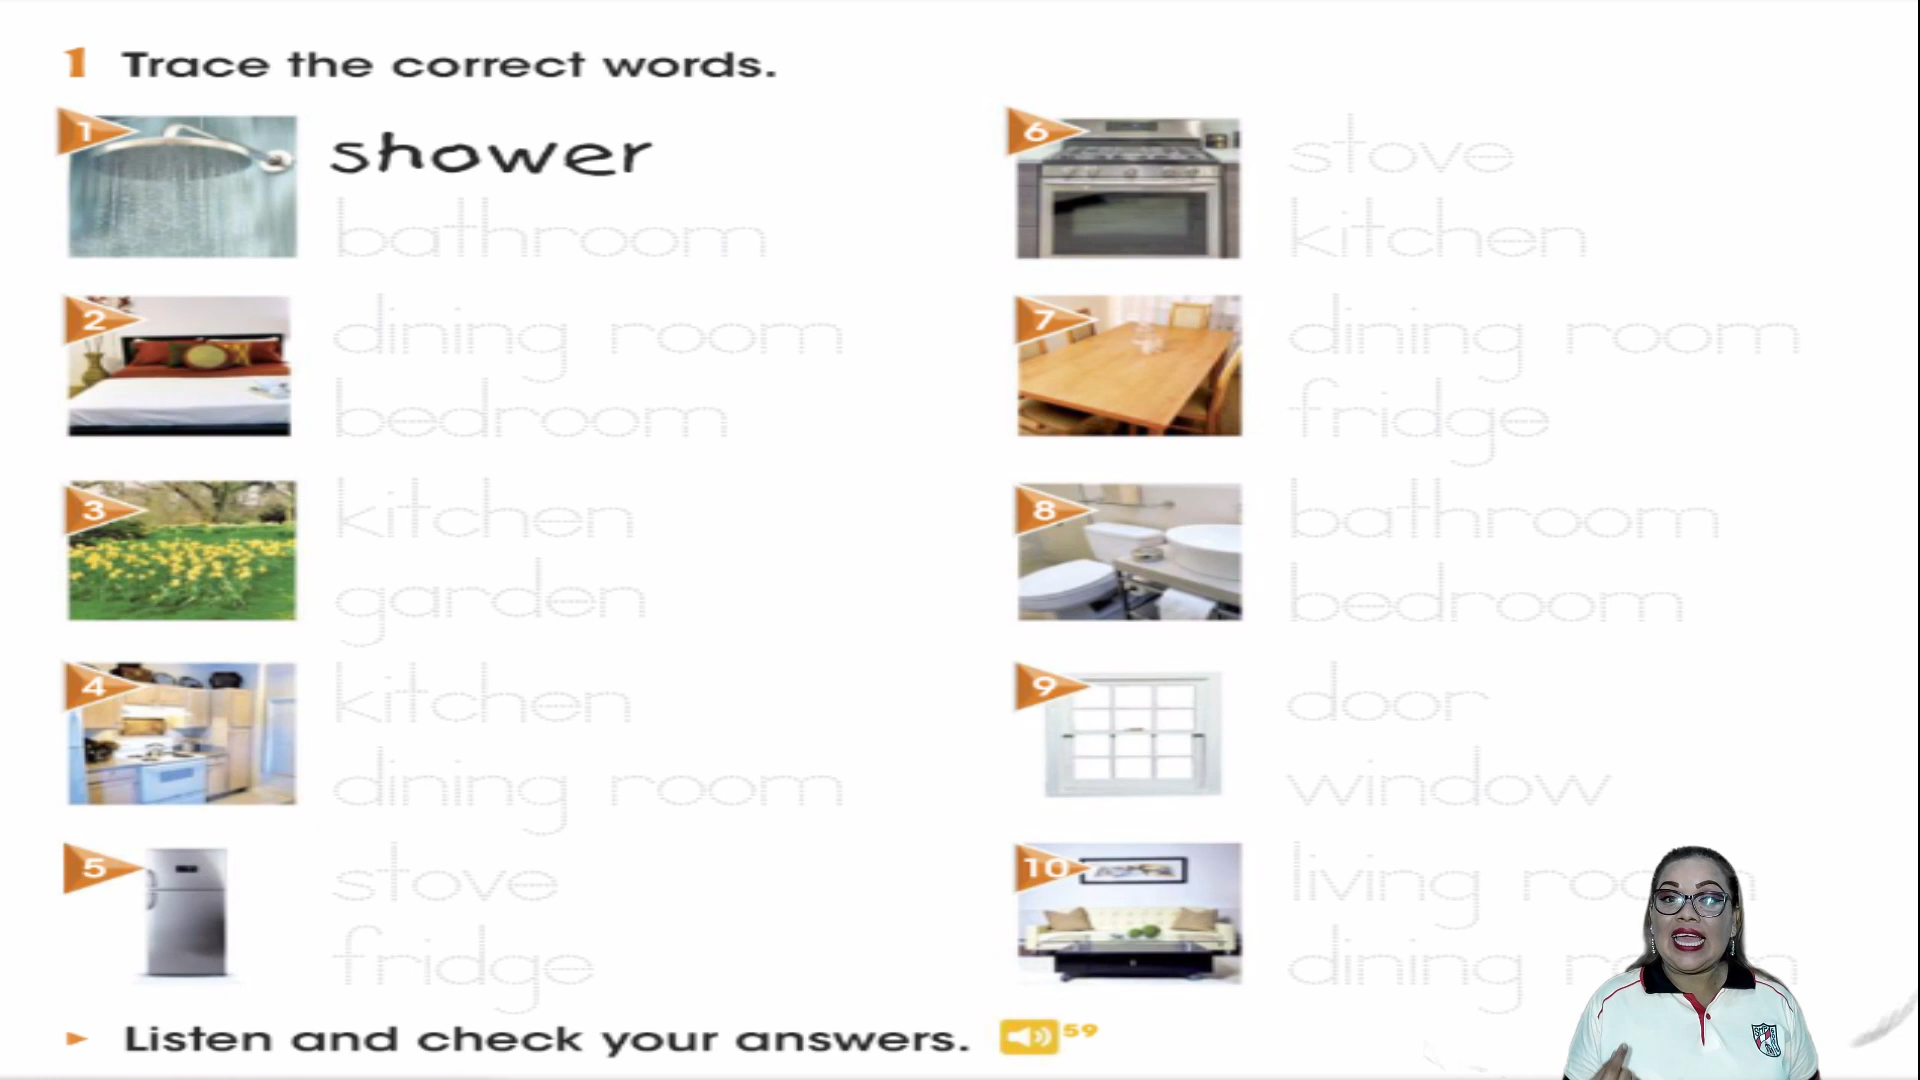 1 Trace the correct words.
1
shower
bathroom
2
dining room
bedroom
3
kitchen
garden
4
kitchen
dining room
5
stove
fridge
6
stove
kitchen
7
dining room
fridge
8
bathroom
bedroom
9
door
window
10
living
dining
Listen and check your answers. 59